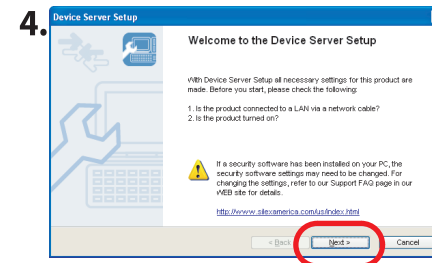 4.
Device Server Setup
Welcome to the Device Server Setup
With Device Server Setup all necessary settings for this product are
made. Before you start, please check the following:
1. Is the product connected to a LAN via a network cable?
2. Is the product turned on?
If a security software has been installed on your PC, the
security software settings may need to be changed. For
changing the settings, refer to our Support FAQ page in our
WEB site for details.
http://www.silexamerica.com/us/index.html
< Back Next > Cancel